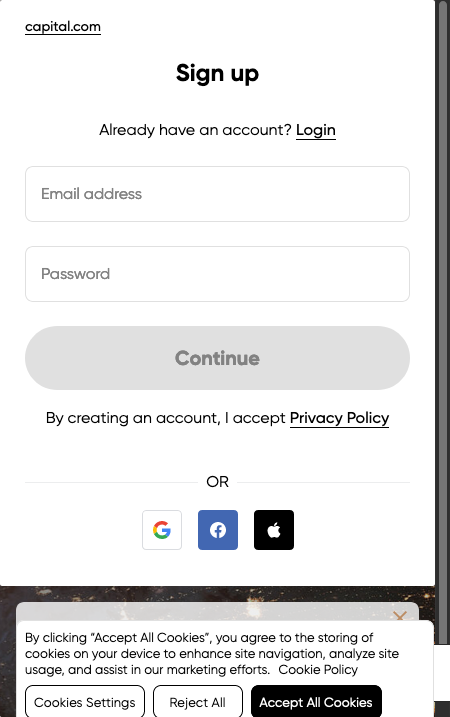 capital.com
Sign up
Already have an account? Login
Email address
Password
Continue
By creating an account, I accept Privacy Policy
OR
By clicking “Accept All Cookies”, you agree to the storing of
cookies on your device to enhance site navigation, analyze site
usage, and assist in our marketing efforts. Cookie Policy
Cookies Settings
Reject All
Accept All Cookies